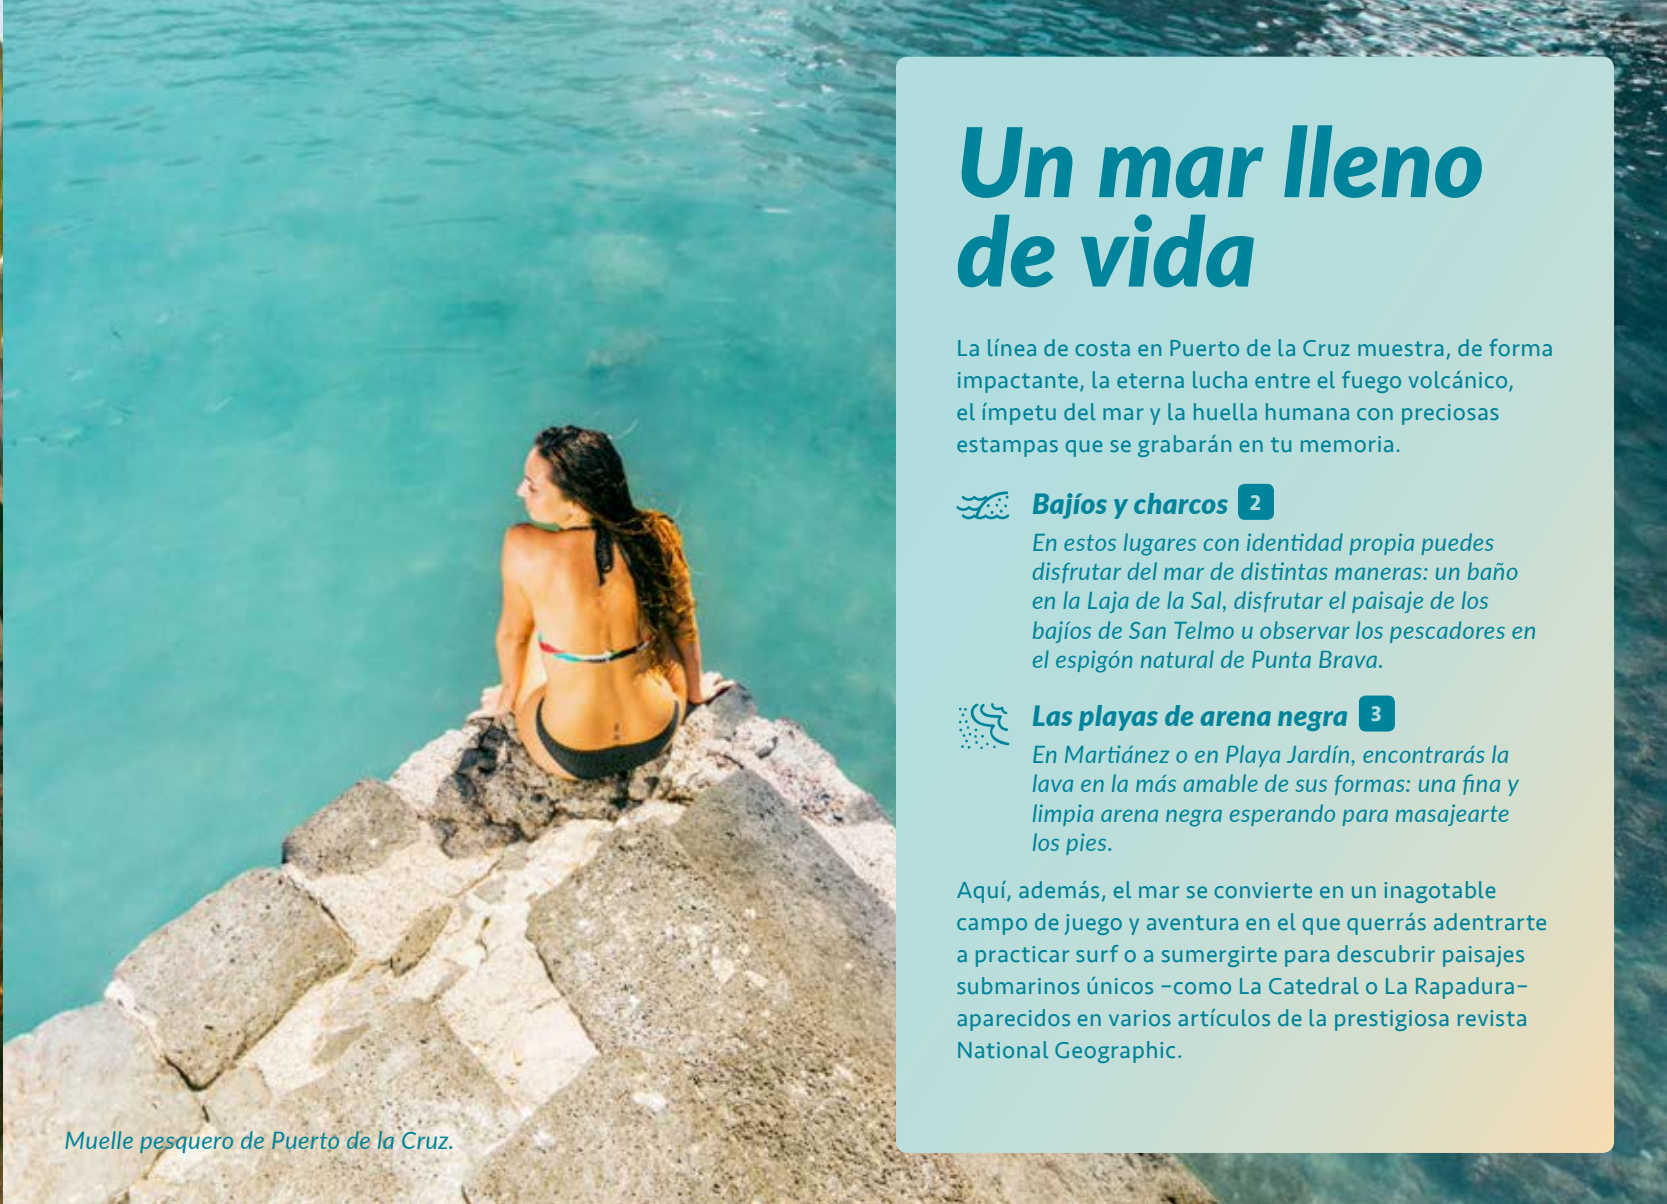 Un mar lleno
de vida
La línea de costa en Puerto de la Cruz muestra, de forma
impactante, la eterna lucha entre el fuego volcánico,
el ímpetu del mar y la huella humana con preciosas
estampas que se grabarán en tu memoria.
Bajíos y charcos 2
En estos lugares con identidad propia puedes
disfrutar del mar de distintas maneras: un baño
en la Laja de la Sal, disfrutar el paisaje de los
bajíos de San Telmo u observar los pescadores en
el espigón natural de Punta Brava.
Las playas de arena negra 3
En Martiánez o en Playa Jardín, encontrarás la
lava en la más amable de sus formas: una fina y
limpia arena negra esperando para masajearte
los pies.
Aquí, además, el mar se convierte en un inagotable
campo de juego y aventura en el que querrás adentrarte
a practicar surf o a sumergirte para descubrir paisajes
submarinos únicos –como La Catedral o La Rapadura–
aparecidos en varios artículos de la prestigiosa revista
National Geographic.
Muelle pesquero de Puerto de la Cruz.